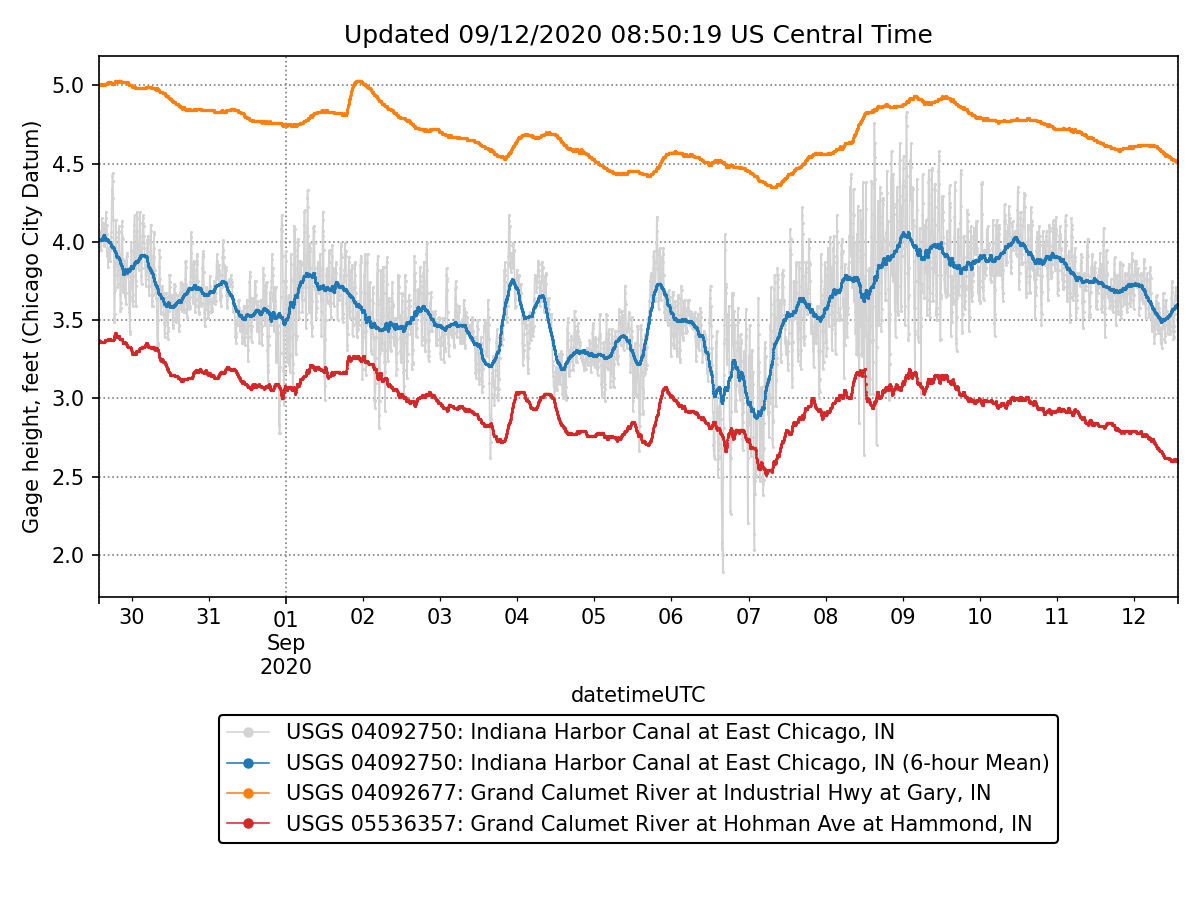 Updated 09/12/2020 08:50:19 US Central Time
Gage height, feet (Chicago City Datum)
5.0
4.5
4.0
3.5
3.0
2.5
2.0
30 31 01 02 03 04 05 06 07 08 09 10 11 12
Sep
2020
datetimeUTC
USGS 04092750: Indiana Harbor Canal at East Chicago, IN
USGS 04092750: Indiana Harbor Canal at East Chicago, IN (6-hour Mean)
USGS 04092677: Grand Calumet River at Industrial Hwy at Gary, IN
USGS 05536357: Grand Calumet River at Hohman Ave at Hammond, IN